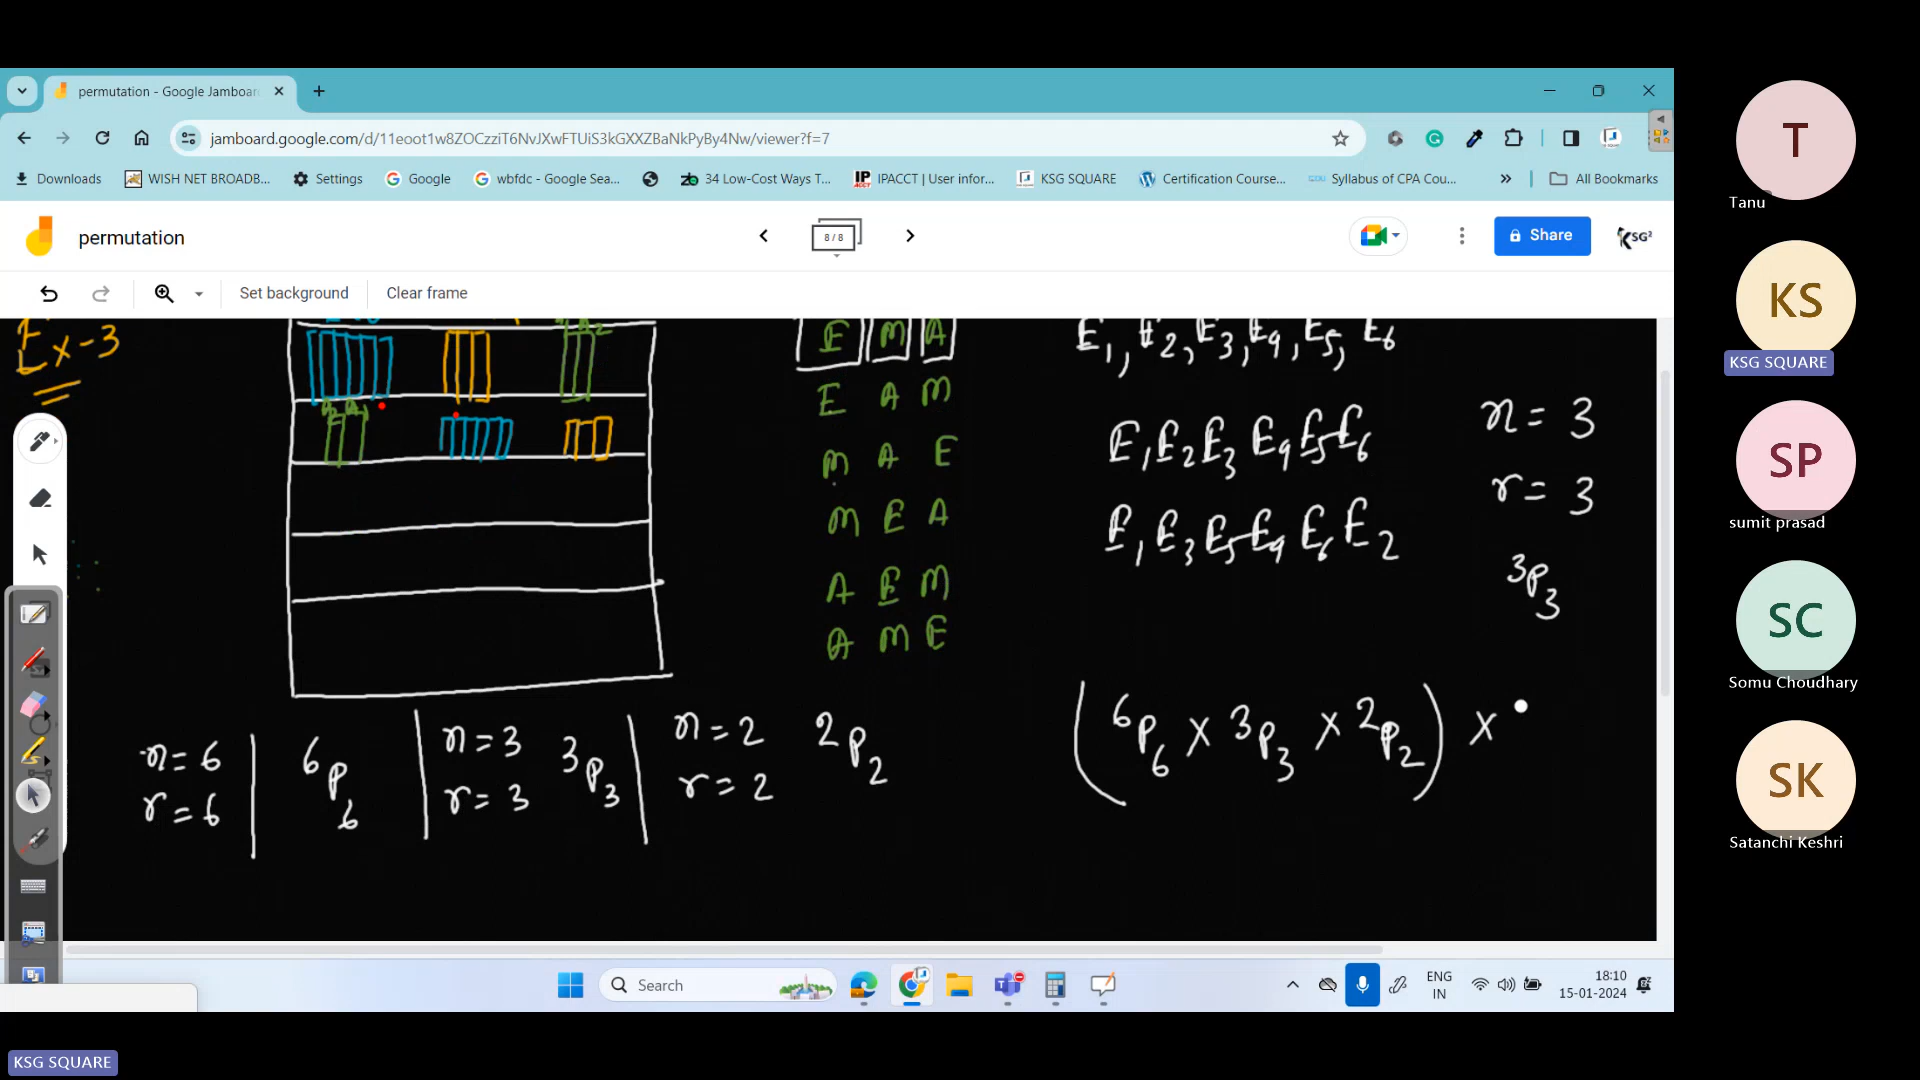 permutation - Google Jamboar
jamboard.google.com/d/11eoot1w8ZOCzziT6NvJXwFTUiS3kGXXZBaNkPyBy4Nw/viewer?f=7
Downloads
WISH NET BROADB...
Settings
Google
wbfdc - Google Sea...
34 Low-Cost Ways T...
IPACCT | User infor...
KSG SQUARE
Certification Course...
Syllabus of CPA Cou...
»
All Bookmarks
permutation
8 / 8
Share
KSG²
Set background
Clear frame
Ex-3
E M A
E A M
M A E
M E A
A E M
A M E
E₁, E₂, E₃, E₄, E₅, E₆
E₁ E₂ E₃ E₄ E₅ E₆
E₁ E₃ E₅ E₄ E₆ E₂
n = 3
r = 3
³P₃
n = 6
r = 6
⁶P₆
n = 3
r = 3
³P₃
n = 2
r = 2
²P₂
(⁶P₆ × ³P₃ × ²P₂) ×
Search
ENG
IN
18:10
15-01-2024
T
Tanu
KS
KSG SQUARE
SP
sumit prasad
SC
Somu Choudhary
SK
Satanchi Keshri
KSG SQUARE